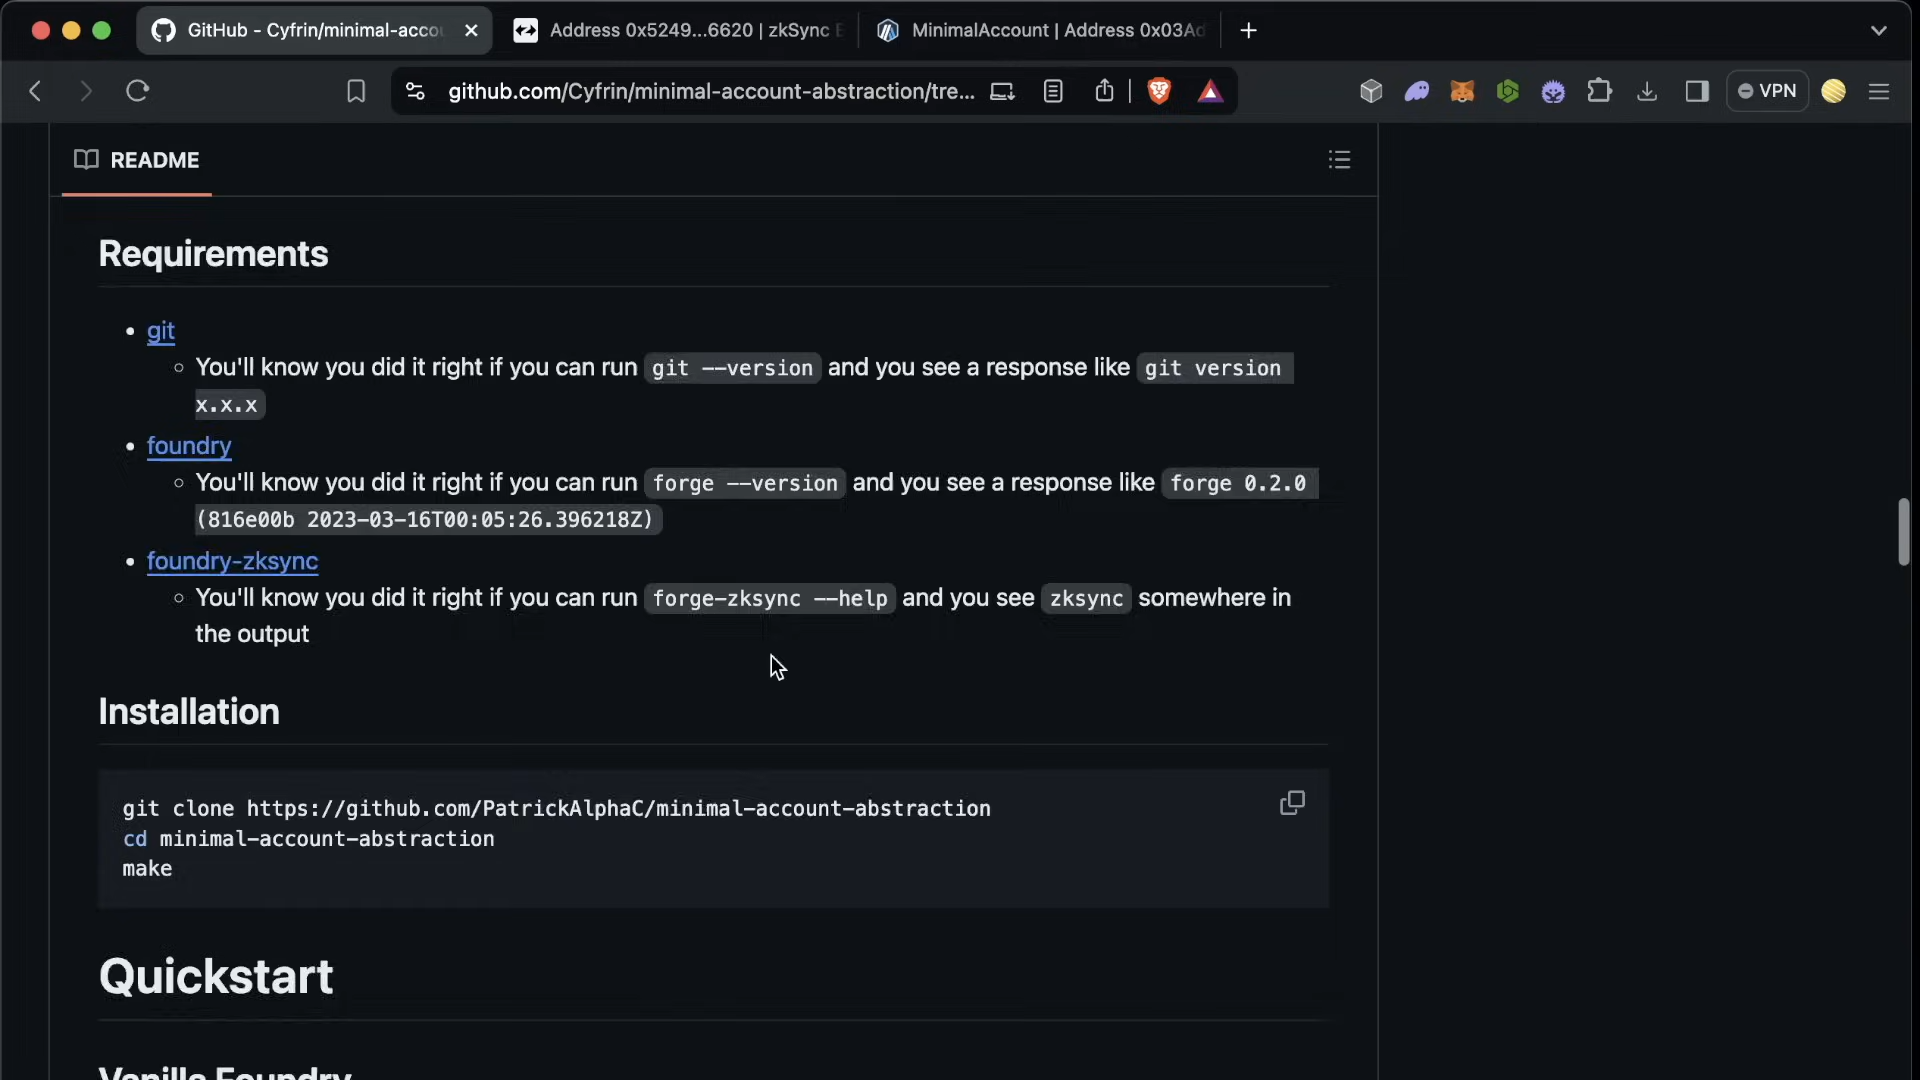 GitHub - Cyfrin/minimal-acco
Address 0x5249...6620 | zkSync E
MinimalAccount | Address 0x03Ad
github.com/Cyfrin/minimal-account-abstraction/tre...
VPN
README
Requirements
git
You'll know you did it right if you can run git --version and you see a response like git version
x.x.x
foundry
You'll know you did it right if you can run forge --version and you see a response like forge 0.2.0
(816e00b 2023-03-16T00:05:26.396218Z)
foundry-zksync
You'll know you did it right if you can run forge-zksync --help and you see zksync somewhere in
the output
Installation
git clone https://github.com/PatrickAlphaC/minimal-account-abstraction
cd minimal-account-abstraction
make
Quickstart
Vanilla Foundry